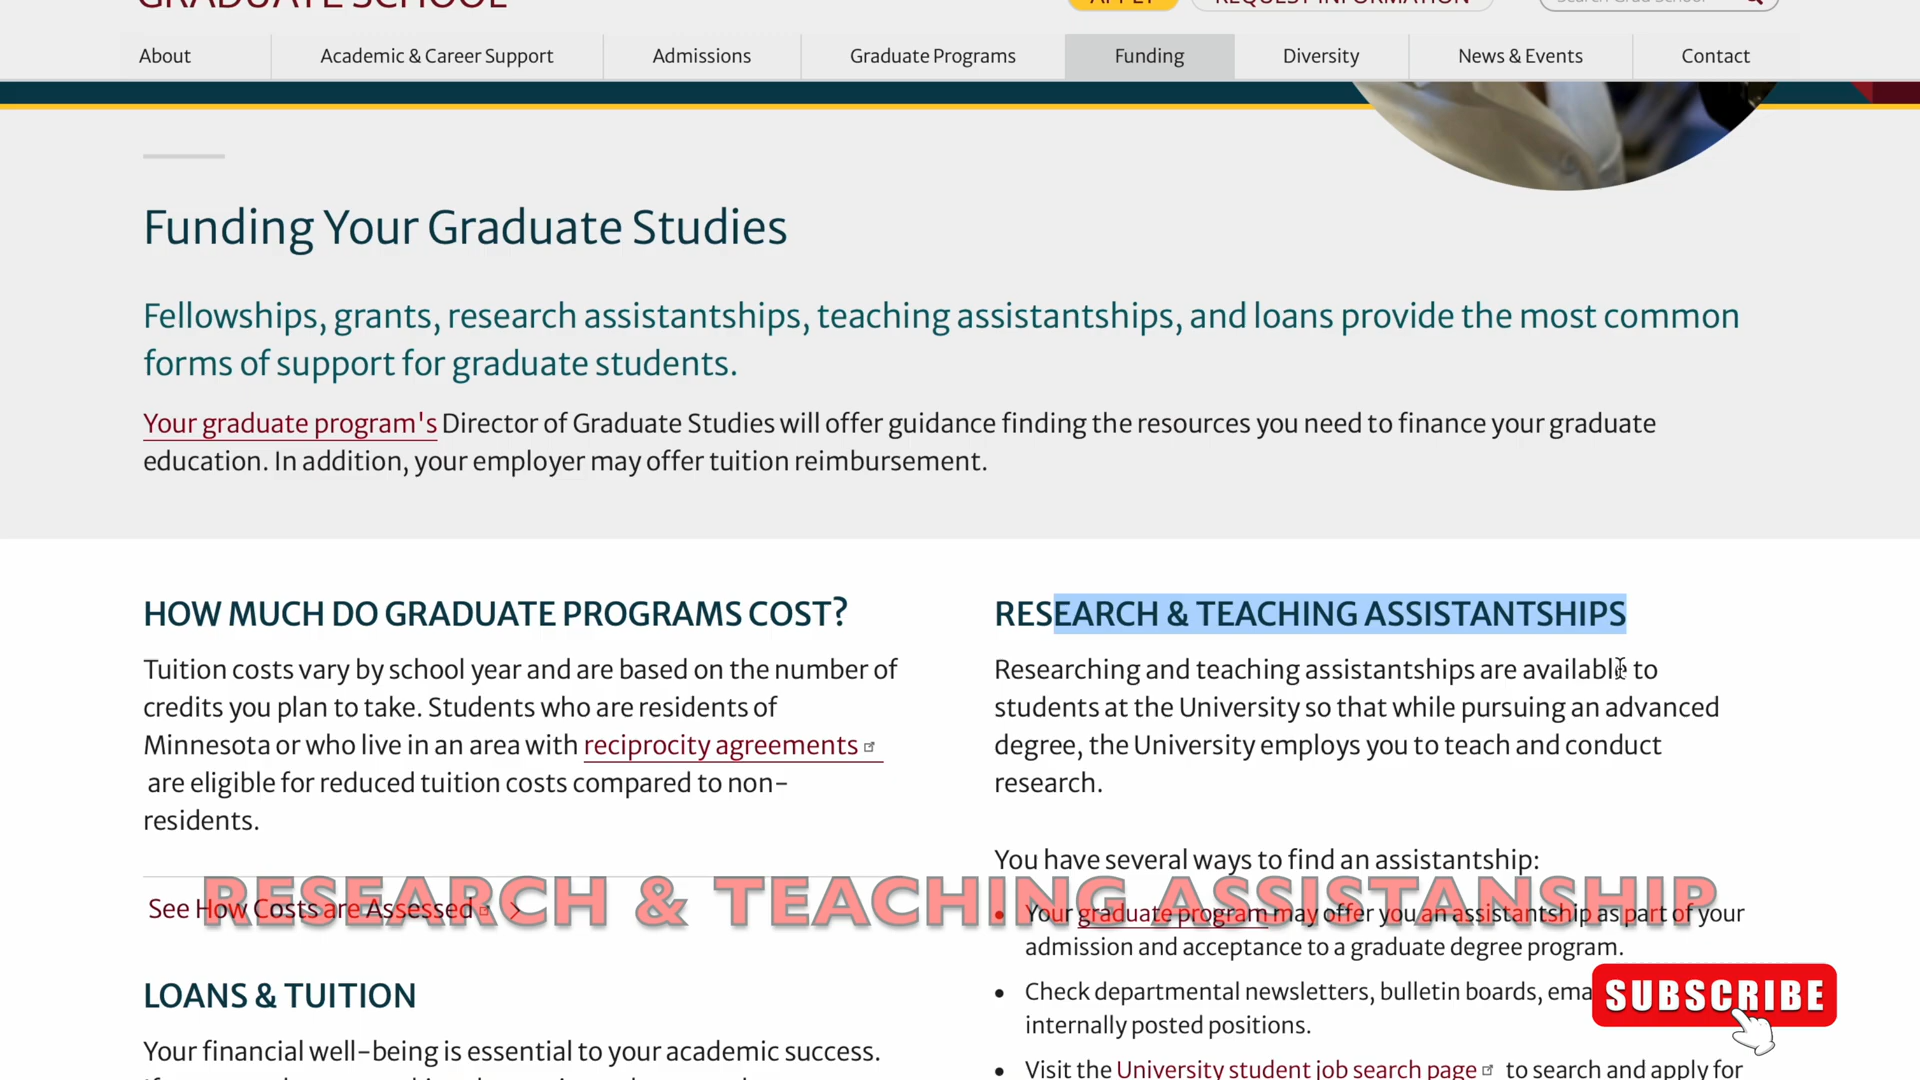 GRADUATE SCHOOL
APPLY
REQUEST INFORMATION
Search Grad School
About
Academic & Career Support
Admissions
Graduate Programs
Funding
Diversity
News & Events
Contact
Funding Your Graduate Studies
Fellowships, grants, research assistantships, teaching assistantships, and loans provide the most common
forms of support for graduate students.
Your graduate program's Director of Graduate Studies will offer guidance finding the resources you need to finance your graduate
education. In addition, your employer may offer tuition reimbursement.
HOW MUCH DO GRADUATE PROGRAMS COST?
Tuition costs vary by school year and are based on the number of
credits you plan to take. Students who are residents of
Minnesota or who live in an area with reciprocity agreements
are eligible for reduced tuition costs compared to non-
residents.
See How Costs are Assessed
LOANS & TUITION
Your financial well-being is essential to your academic success.
RESEARCH & TEACHING ASSISTANTSHIPS
Researching and teaching assistantships are available to
students at the University so that while pursuing an advanced
degree, the University employs you to teach and conduct
research.
You have several ways to find an assistantship:
• Your graduate program may offer you an assistantship as part of your
admission and acceptance to a graduate degree program.
• Check departmental newsletters, bulletin boards,
internally posted positions.
• Visit the University student job search page to search and apply for
RESEARCH & TEACHING ASSISTANSHIP
SUBSCRIBE